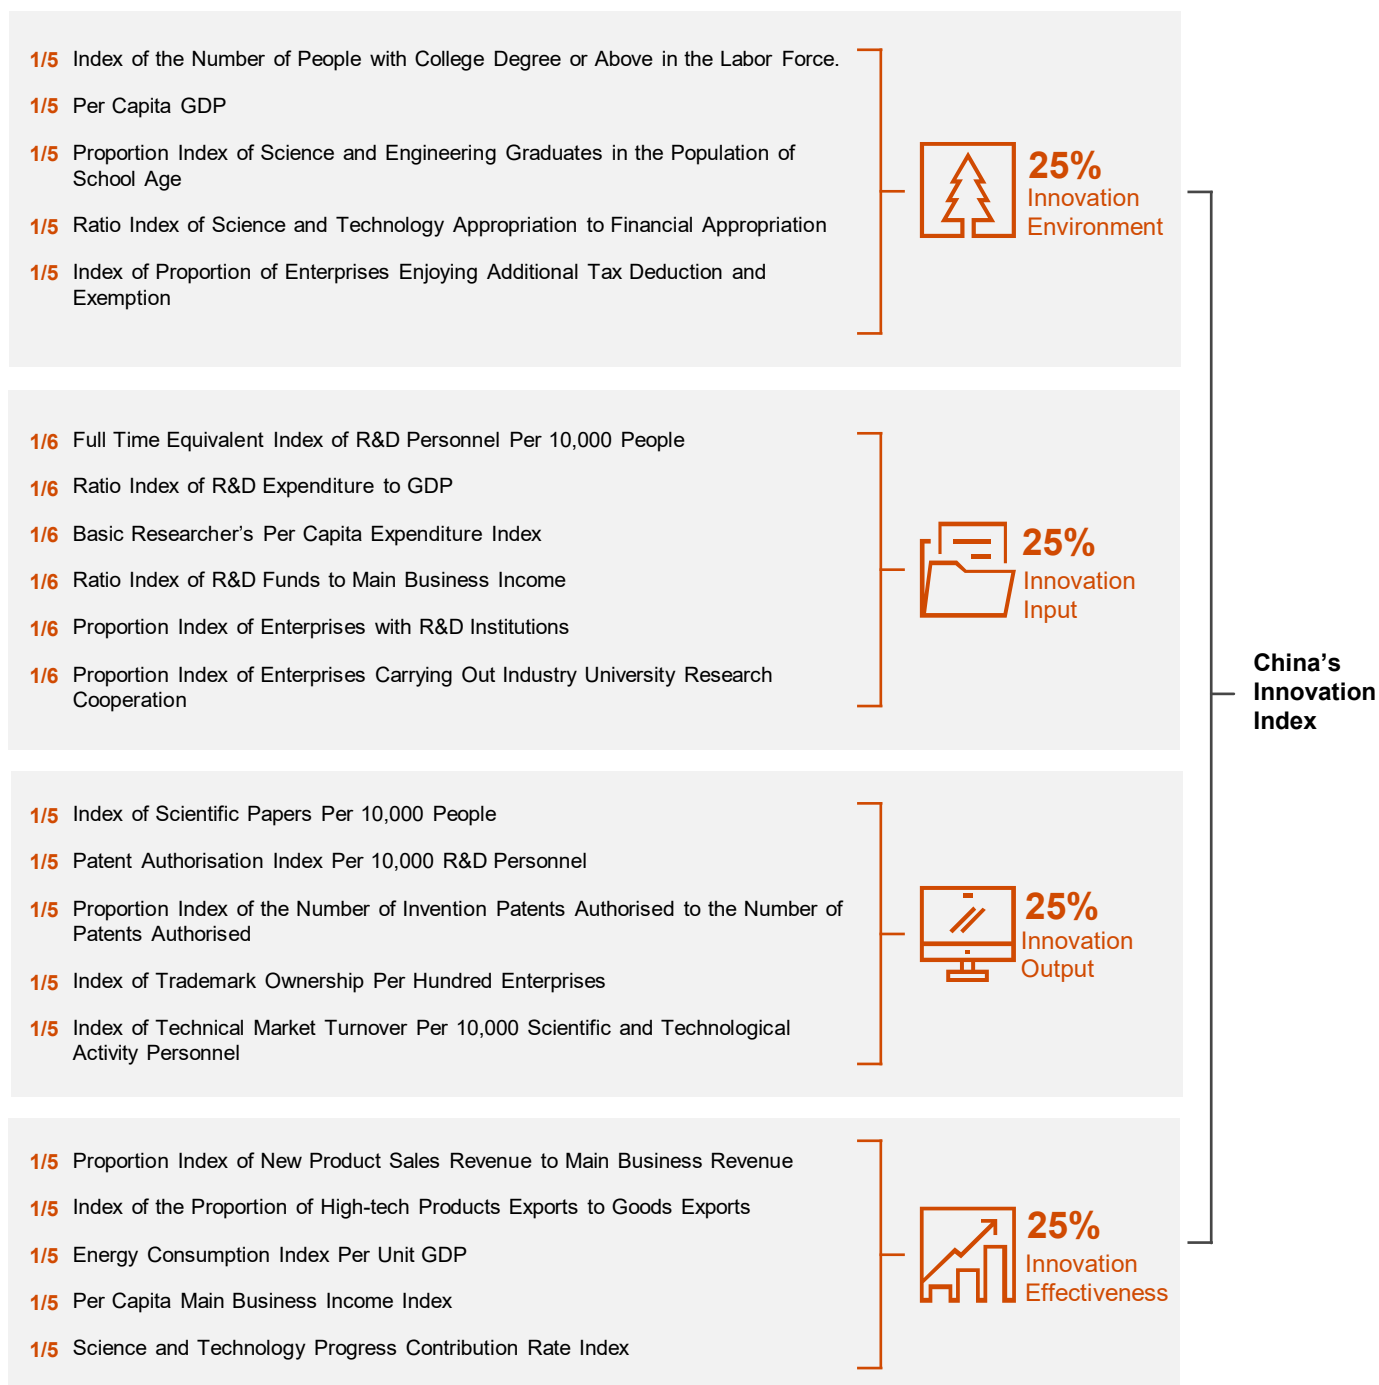 1/5 Index of the Number of People with College Degree or Above in the Labor Force.
1/5 Per Capita GDP
1/5 Proportion Index of Science and Engineering Graduates in the Population of
School Age
1/5 Ratio Index of Science and Technology Appropriation to Financial Appropriation
1/5 Index of Proportion of Enterprises Enjoying Additional Tax Deduction and
Exemption
25%
Innovation
Environment
1/6 Full Time Equivalent Index of R&D Personnel Per 10,000 People
1/6 Ratio Index of R&D Expenditure to GDP
1/6 Basic Researcher’s Per Capita Expenditure Index
1/6 Ratio Index of R&D Funds to Main Business Income
1/6 Proportion Index of Enterprises with R&D Institutions
1/6 Proportion Index of Enterprises Carrying Out Industry University Research
Cooperation
25%
Innovation
Input
1/5 Index of Scientific Papers Per 10,000 People
1/5 Patent Authorisation Index Per 10,000 R&D Personnel
1/5 Proportion Index of the Number of Invention Patents Authorised to the Number of
Patents Authorised
1/5 Index of Trademark Ownership Per Hundred Enterprises
1/5 Index of Technical Market Turnover Per 10,000 Scientific and Technological
Activity Personnel
25%
Innovation
Output
1/5 Proportion Index of New Product Sales Revenue to Main Business Revenue
1/5 Index of the Proportion of High-tech Products Exports to Goods Exports
1/5 Energy Consumption Index Per Unit GDP
1/5 Per Capita Main Business Income Index
1/5 Science and Technology Progress Contribution Rate Index
25%
Innovation
Effectiveness
China’s
Innovation
Index